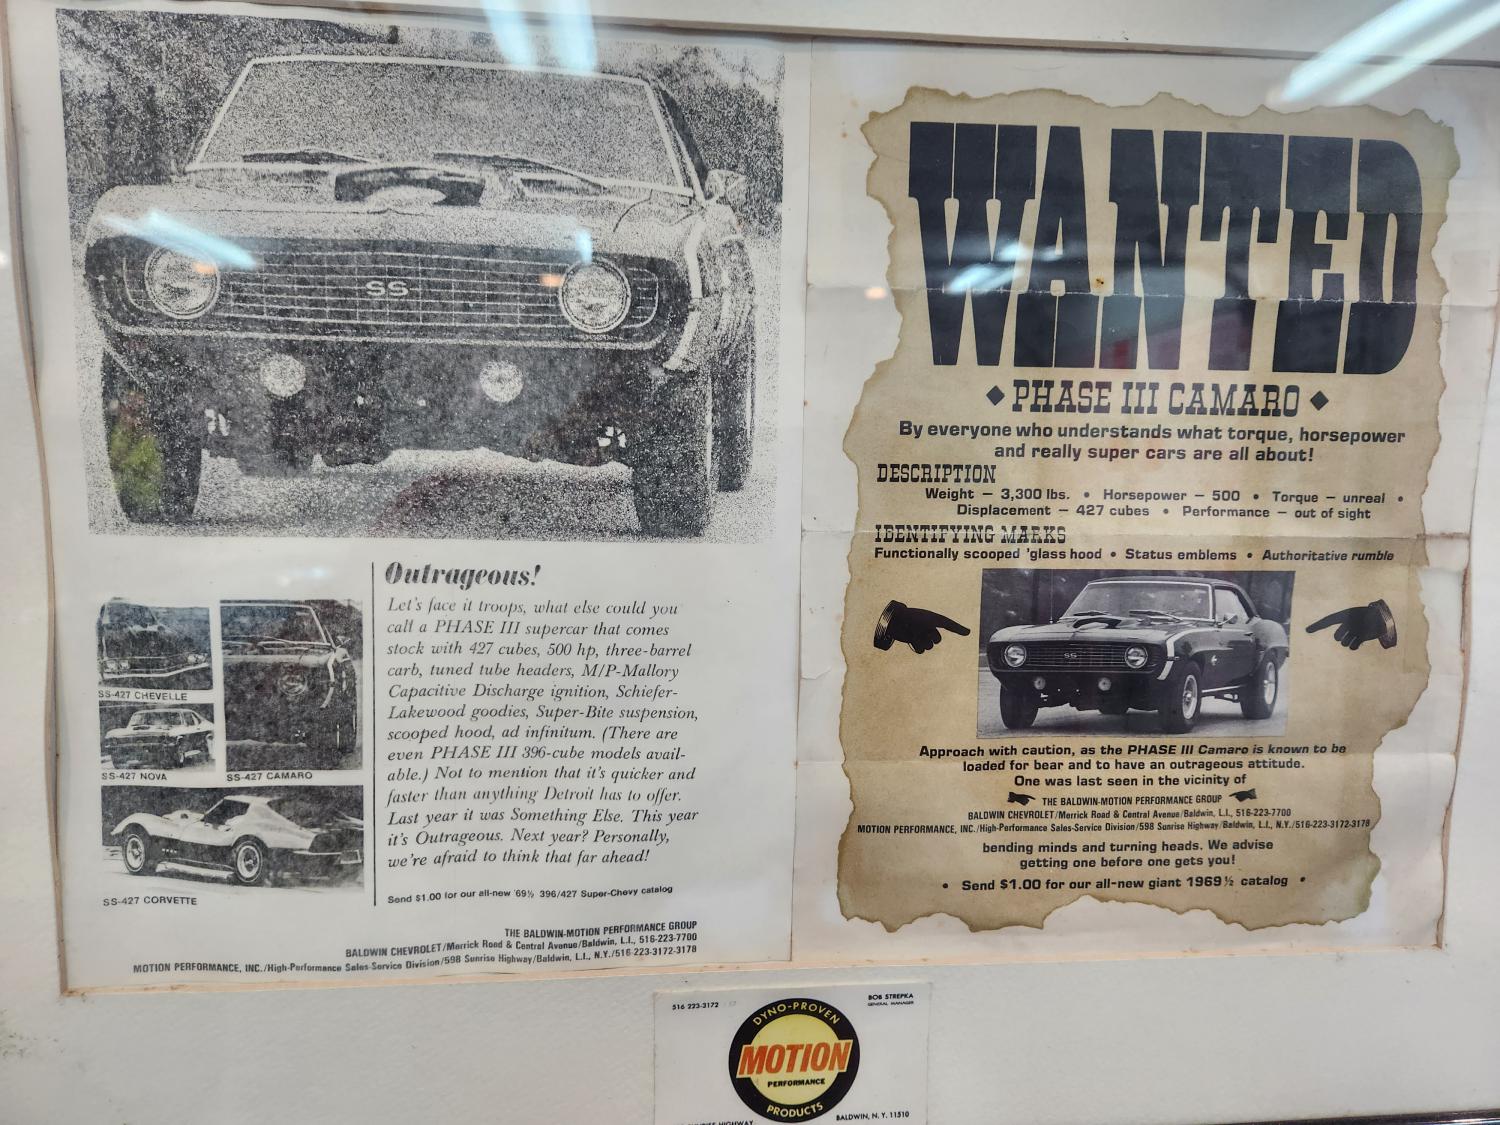 SS
SS-427 CHEVELLE
SS-427 NOVA
SS-427 CAMARO
SS-427 CORVETTE
Outrageous!
Let's face it troops, what else could you
call a PHASE III supercar that comes
stock with 427 cubes, 500 hp, three-barrel
carb, tuned tube headers, M/P-Mallory
Capacitive Discharge ignition, Schiefer-
Lakewood goodies, Super-Bite suspension,
scooped hood, ad infinitum. (There are
even PHASE III 396-cube models avail-
able.) Not to mention that it's quicker and
faster than anything Detroit has to offer.
Last year it was Something Else. This year
it's Outrageous. Next year? Personally,
we're afraid to think that far ahead!
Send $1.00 for our all-new '69½ 396/427 Super-Chevy catalog
THE BALDWIN-MOTION PERFORMANCE GROUP
BALDWIN CHEVROLET/Merrick Road & Central Avenue/Baldwin, L.I., 516-223-7700
MOTION PERFORMANCE, INC./High-Performance Sales-Service Division/598 Sunrise Highway/Baldwin, L.I., N.Y./516-223-3172-3178
WANTED
◆ PHASE III CAMARO ◆
By everyone who understands what torque, horsepower
and really super cars are all about!
DESCRIPTION
Weight — 3,300 lbs. • Horsepower — 500 • Torque — unreal •
Displacement — 427 cubes • Performance — out of sight
IDENTIFYING MARKS
Functionally scooped 'glass hood • Status emblems • Authoritative rumble
SS
Approach with caution, as the PHASE III Camaro is known to be
loaded for bear and to have an outrageous attitude.
One was last seen in the vicinity of
THE BALDWIN-MOTION PERFORMANCE GROUP
BALDWIN CHEVROLET/Merrick Road & Central Avenue/Baldwin, L.I., 516-223-7700
MOTION PERFORMANCE, INC./High-Performance Sales-Service Division/598 Sunrise Highway/Baldwin, L.I., N.Y./516-223-3172-3178
bending minds and turning heads. We advise
getting one before one gets you!
• Send $1.00 for our all-new giant 1969½ catalog •
516 223-3172
BOB STREPKA
GENERAL MANAGER
DYNO-PROVEN
MOTION
PERFORMANCE
PRODUCTS
HIGHWAY
BALDWIN, N. Y. 11510